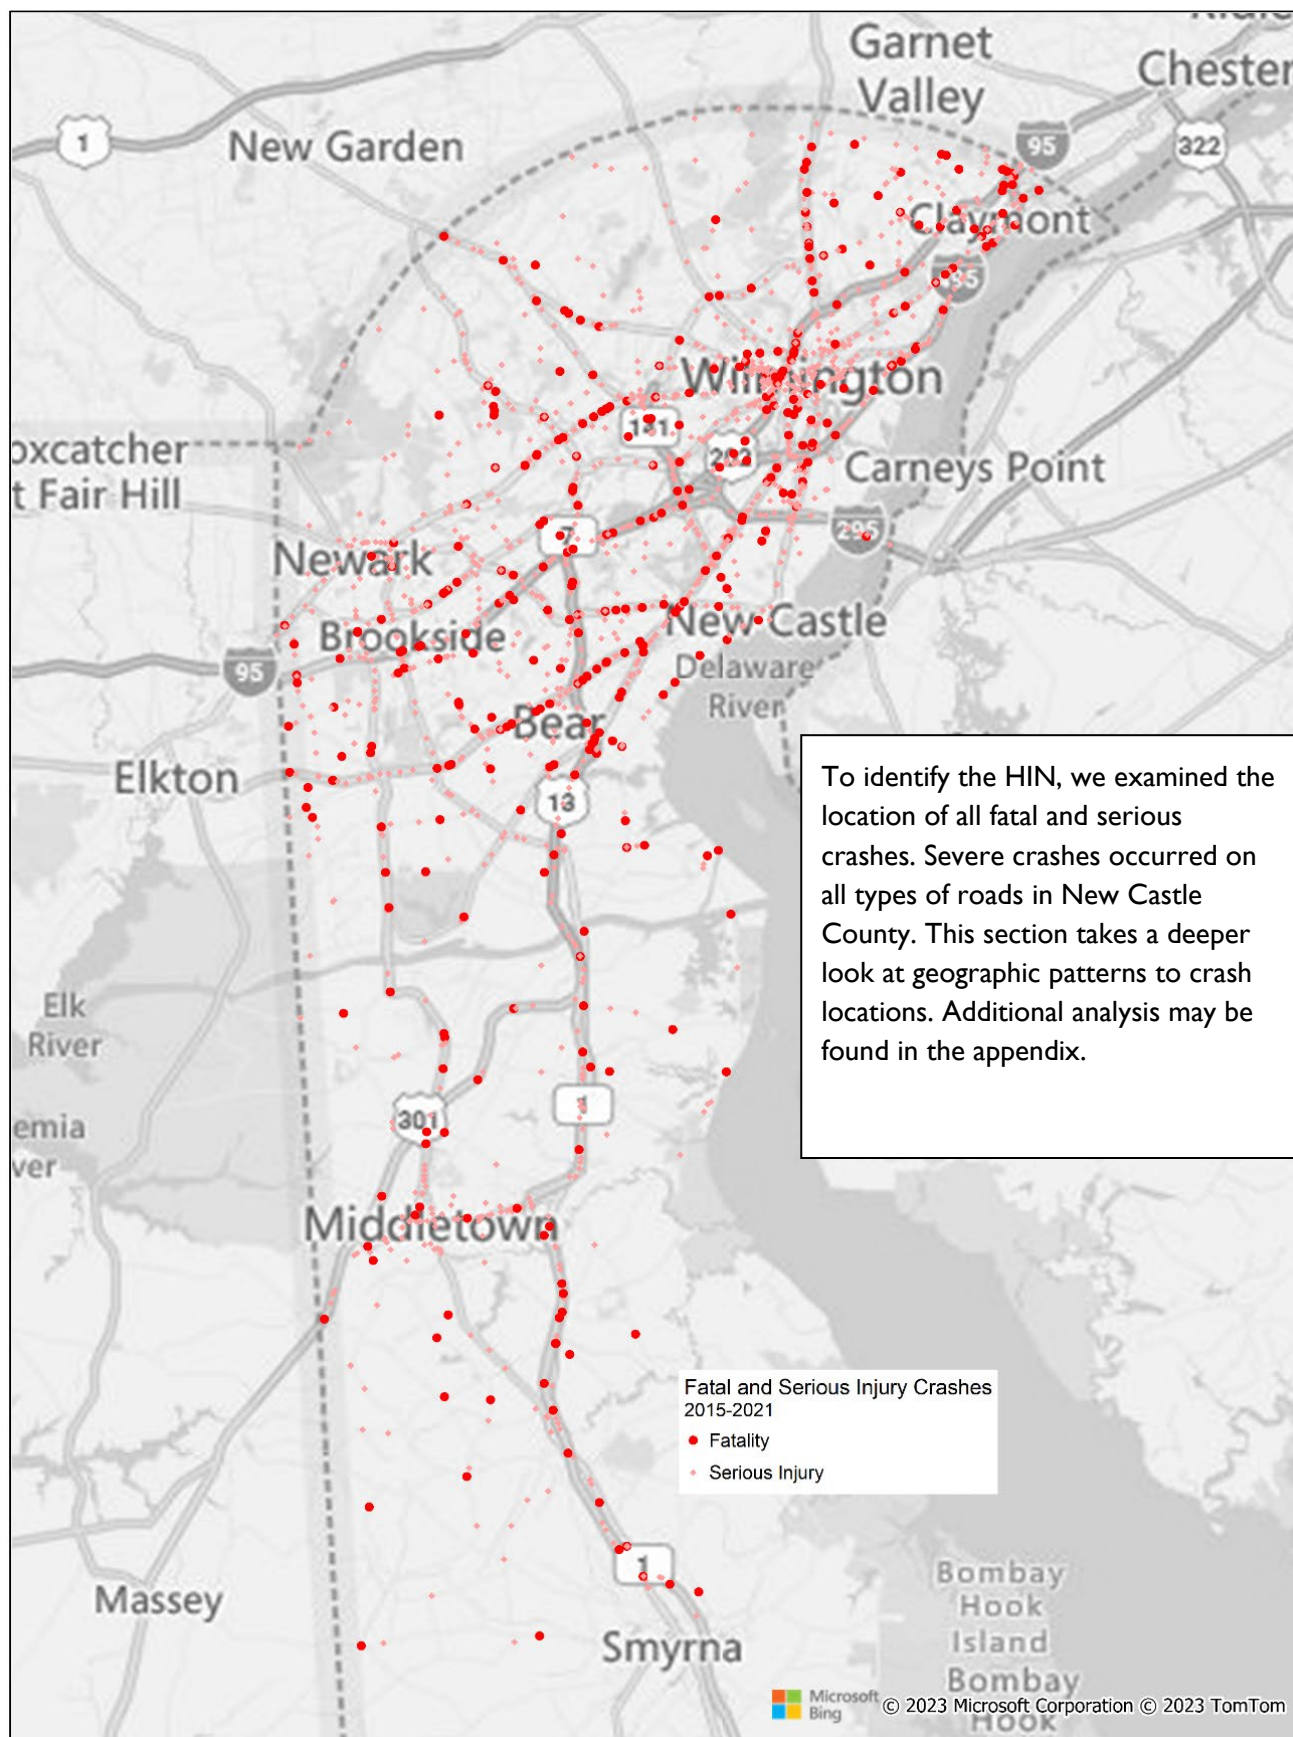 Garnet
Valley
Chester
1
New Garden
95
322
Claymont
Wilmington
141
oxcatcher
t Fair Hill
Carneys Point
7
295
Newark
Brookside
New Castle
95
Delaware
River
Bear
Elkton
13
To identify the HIN, we examined the
location of all fatal and serious
crashes. Severe crashes occurred on
all types of roads in New Castle
County. This section takes a deeper
look at geographic patterns to crash
locations. Additional analysis may be
found in the appendix.
Elk
River
301
1
emia
ver
Middletown
Fatal and Serious Injury Crashes
2015-2021
Fatality
Serious Injury
1
Massey
Smyrna
Bombay
Hook
Island
Bombay
Hook
Microsoft
Bing
© 2023 Microsoft Corporation © 2023 TomTom